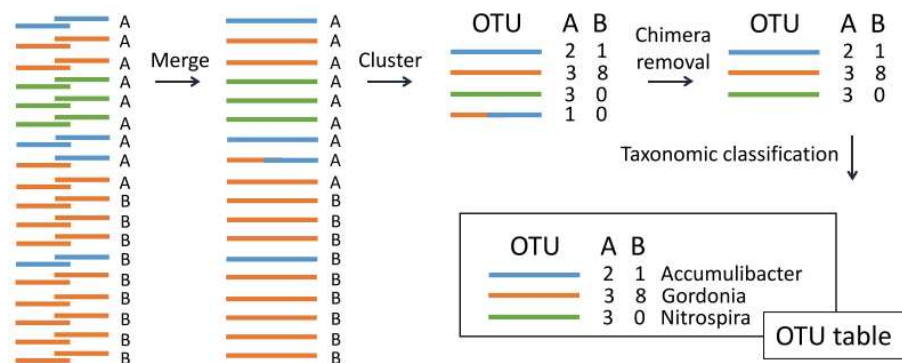 A
A
A
A
A
A
A
A
A
B
B
B
B
B
B
B
B
B
Merge
A
A
A
A
A
A
A
A
A
B
B
B
B
B
B
B
B
B
Cluster
OTU A B
2 1
3 8
3 0
1 0
Chimera
removal
OTU A B
2 1
3 8
3 0
Taxonomic classification
OTU A B
2 1 Accumulibacter
3 8 Gordonia
3 0 Nitrospira
OTU table